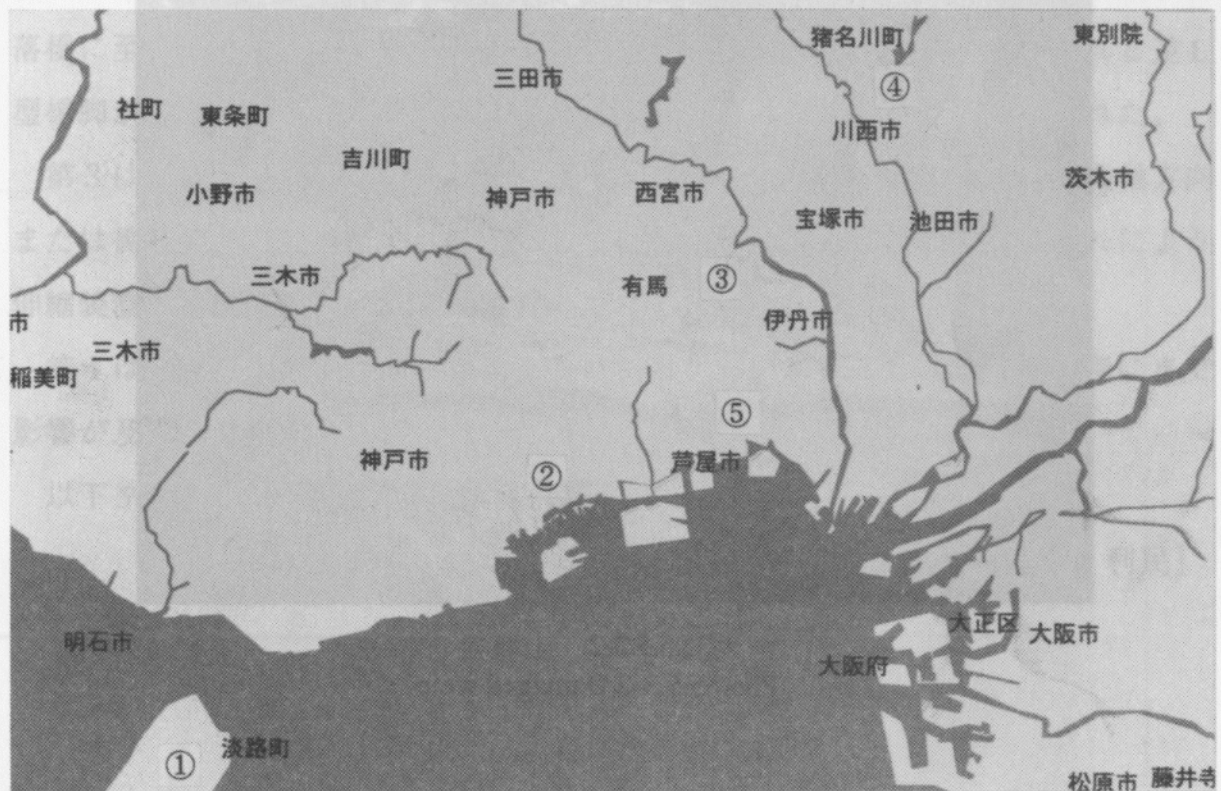 猪名川町
東別院
三田市
④
社町
東条町
川西市
吉川町
茨木市
小野市
神戸市
西宮市
宝塚市
池田市
三木市
有馬
③
市
伊丹市
三木市
稲美町
⑤
神戸市
②
芦屋市
明石市
大正区
大阪市
大阪府
①
淡路町
松原市
藤井寺